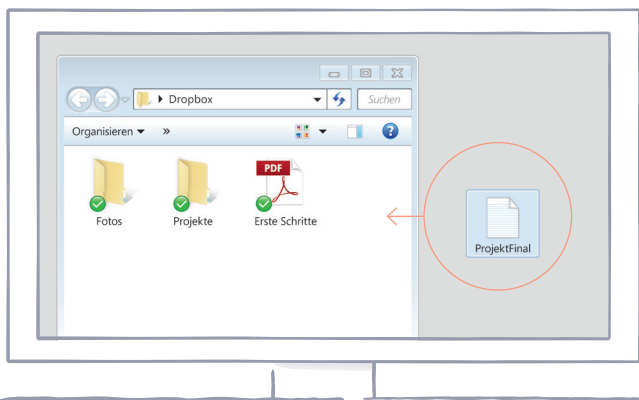 Dropbox
Suchen
Organisieren
»
?
PDF
Fotos
Projekte
Erste Schritte
ProjektFinal